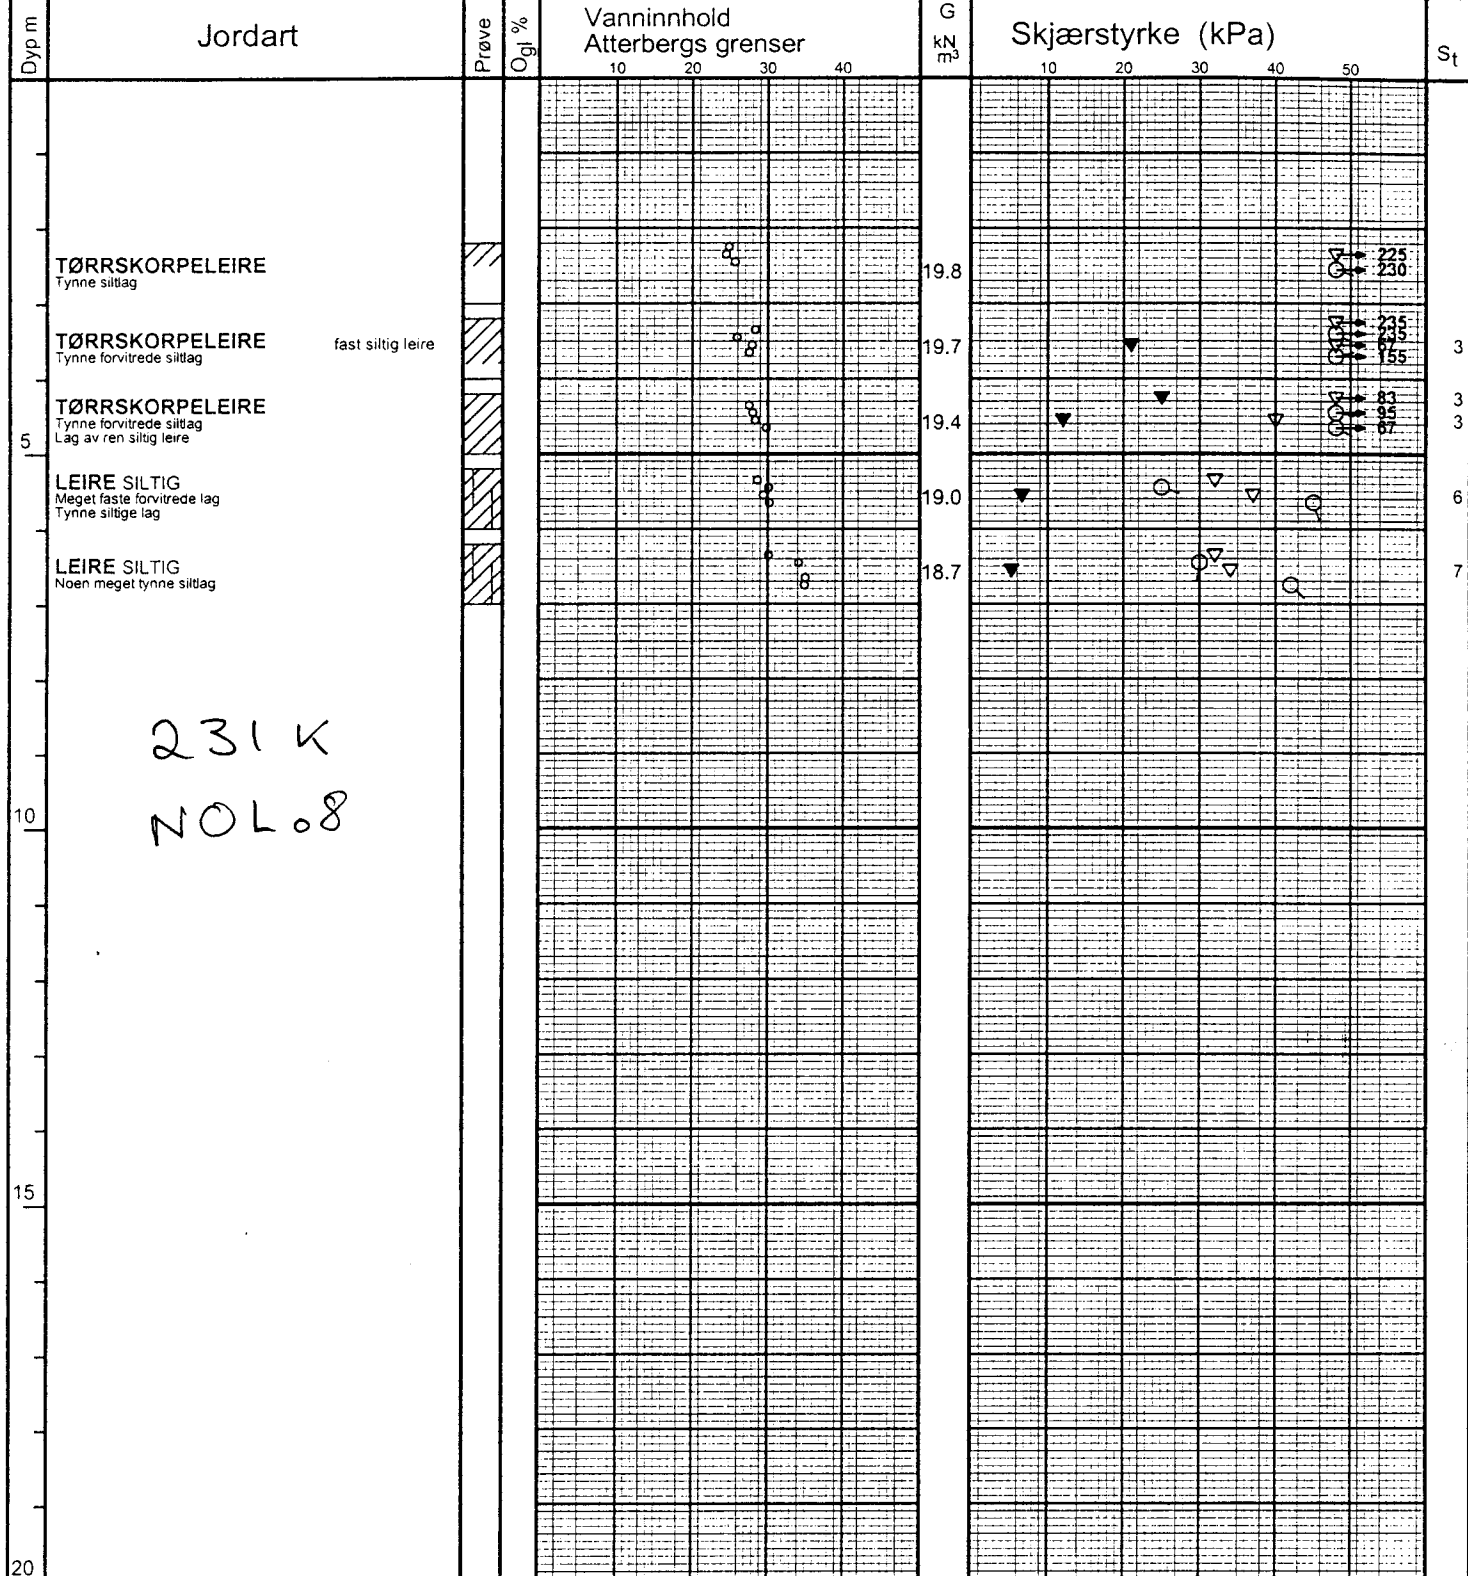 Dyp m
Jordart
Prøve
Ogl %
Vanninnhold
Atterbergs grenser
10 20 30 40
G
kN
m³
Skjærstyrke (kPa)
10 20 30 40 50
St
TØRRSKORPELEIRE
Tynne siltlag
19.8
225
230
TØRRSKORPELEIRE
Tynne forvitrede siltlag
fast siltig leire
19.7
235
235
67
155
3
TØRRSKORPELEIRE
Tynne forvitrede siltlag
Lag av ren siltig leire
19.4
83
95
67
3
3
5
LEIRE SILTIG
Meget faste forvitrede lag
Tynne siltige lag
19.0
6
LEIRE SILTIG
Noen meget tynne siltlag
18.7
7
231 K
NOL08
10
15
20